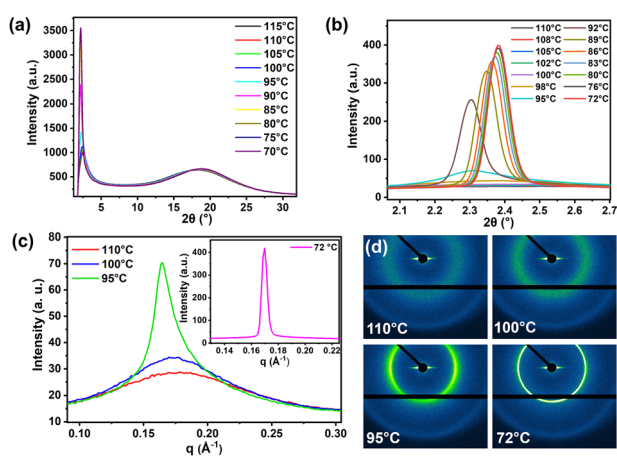 (a)
Intensity (a.u.)
3500
3000
2500
2000
1500
1000
500
0
5 10 15 20 25 30
2θ (°)
115°C
110°C
105°C
100°C
95°C
90°C
85°C
80°C
75°C
70°C
(b)
Intensity (a.u.)
400
300
200
100
0
2.1 2.2 2.3 2.4 2.5 2.6 2.7
2θ (°)
110°C 92°C
108°C 89°C
105°C 86°C
102°C 83°C
100°C 80°C
98°C 76°C
95°C 72°C
(c)
Intensity (a. u.)
80
70
60
50
40
30
20
10
0.10 0.15 0.20 0.25 0.30
q (Å⁻¹)
110°C
100°C
95°C
Intensity (a.u.)
400
300
200
100
0
0.14 0.16 0.18 0.20 0.22
q (Å⁻¹)
72 °C
(d)
110°C
100°C
95°C
72°C